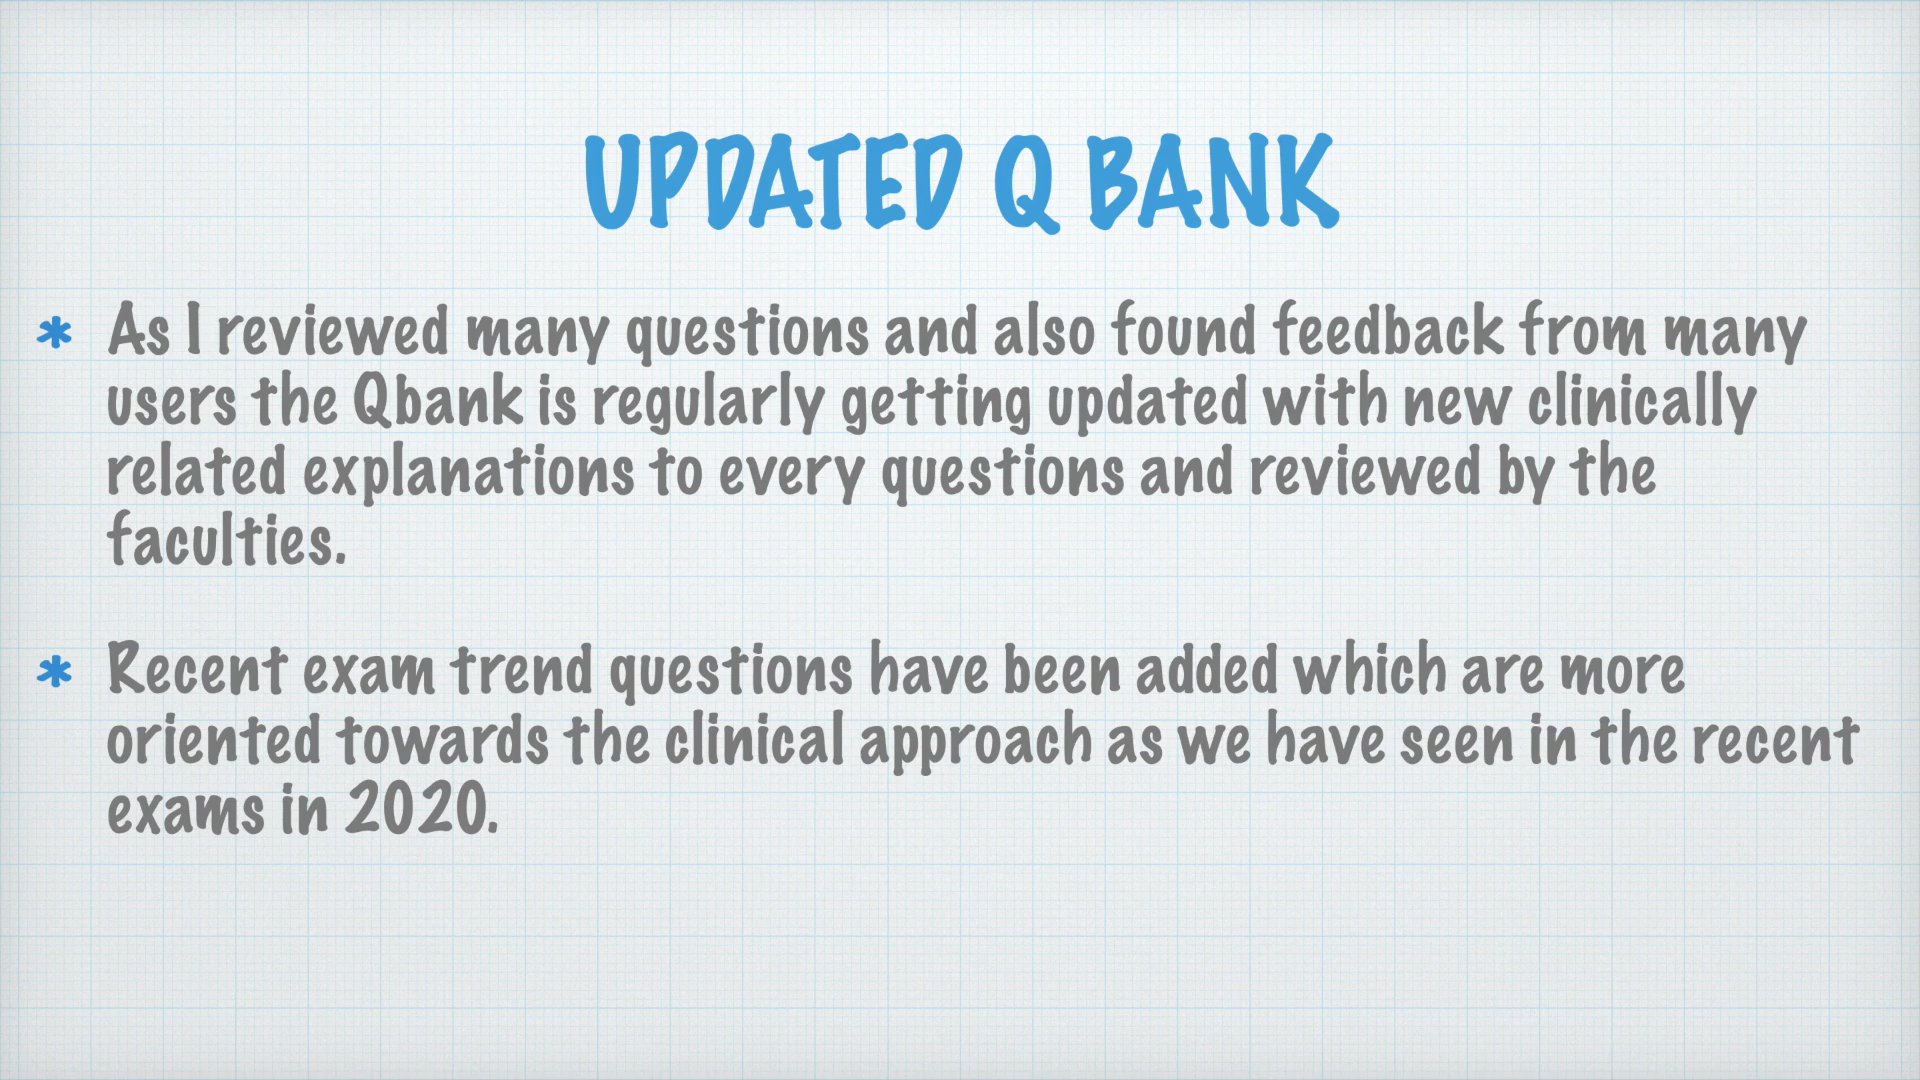 UPDATED Q BANK
* As I reviewed many questions and also found feedback from many
users the Qbank is regularly getting updated with new clinically
related explanations to every questions and reviewed by the
faculties.
* Recent exam trend questions have been added which are more
oriented towards the clinical approach as we have seen in the recent
exams in 2020.